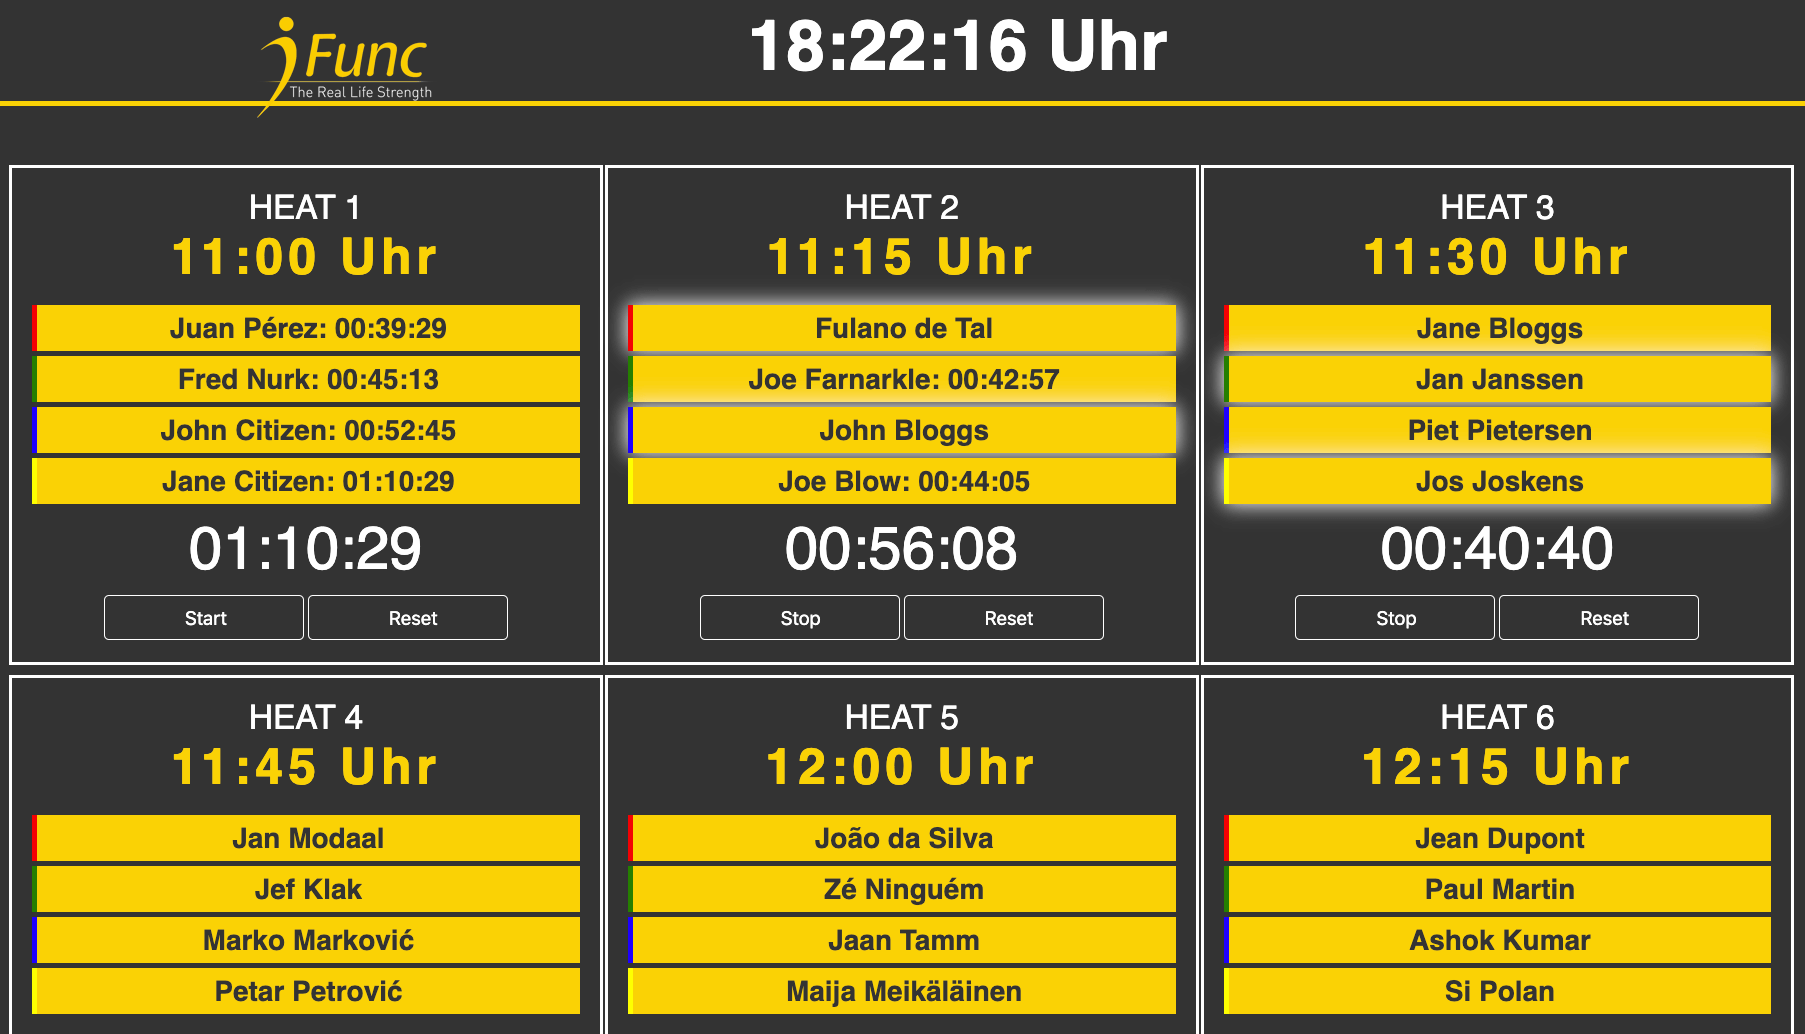 Func
The Real Life Strength
18:22:16 Uhr
HEAT 1
11:00 Uhr
Juan Pérez: 00:39:29
Fred Nurk: 00:45:13
John Citizen: 00:52:45
Jane Citizen: 01:10:29
01:10:29
Start
Reset
HEAT 2
11:15 Uhr
Fulano de Tal
Joe Farnarkle: 00:42:57
John Bloggs
Joe Blow: 00:44:05
00:56:08
Stop
Reset
HEAT 3
11:30 Uhr
Jane Bloggs
Jan Janssen
Piet Pietersen
Jos Joskens
00:40:40
Stop
Reset
HEAT 4
11:45 Uhr
Jan Modaal
Jef Klak
Marko Marković
Petar Petrović
HEAT 5
12:00 Uhr
João da Silva
Zé Ninguém
Jaan Tamm
Maija Meikäläinen
HEAT 6
12:15 Uhr
Jean Dupont
Paul Martin
Ashok Kumar
Si Polan